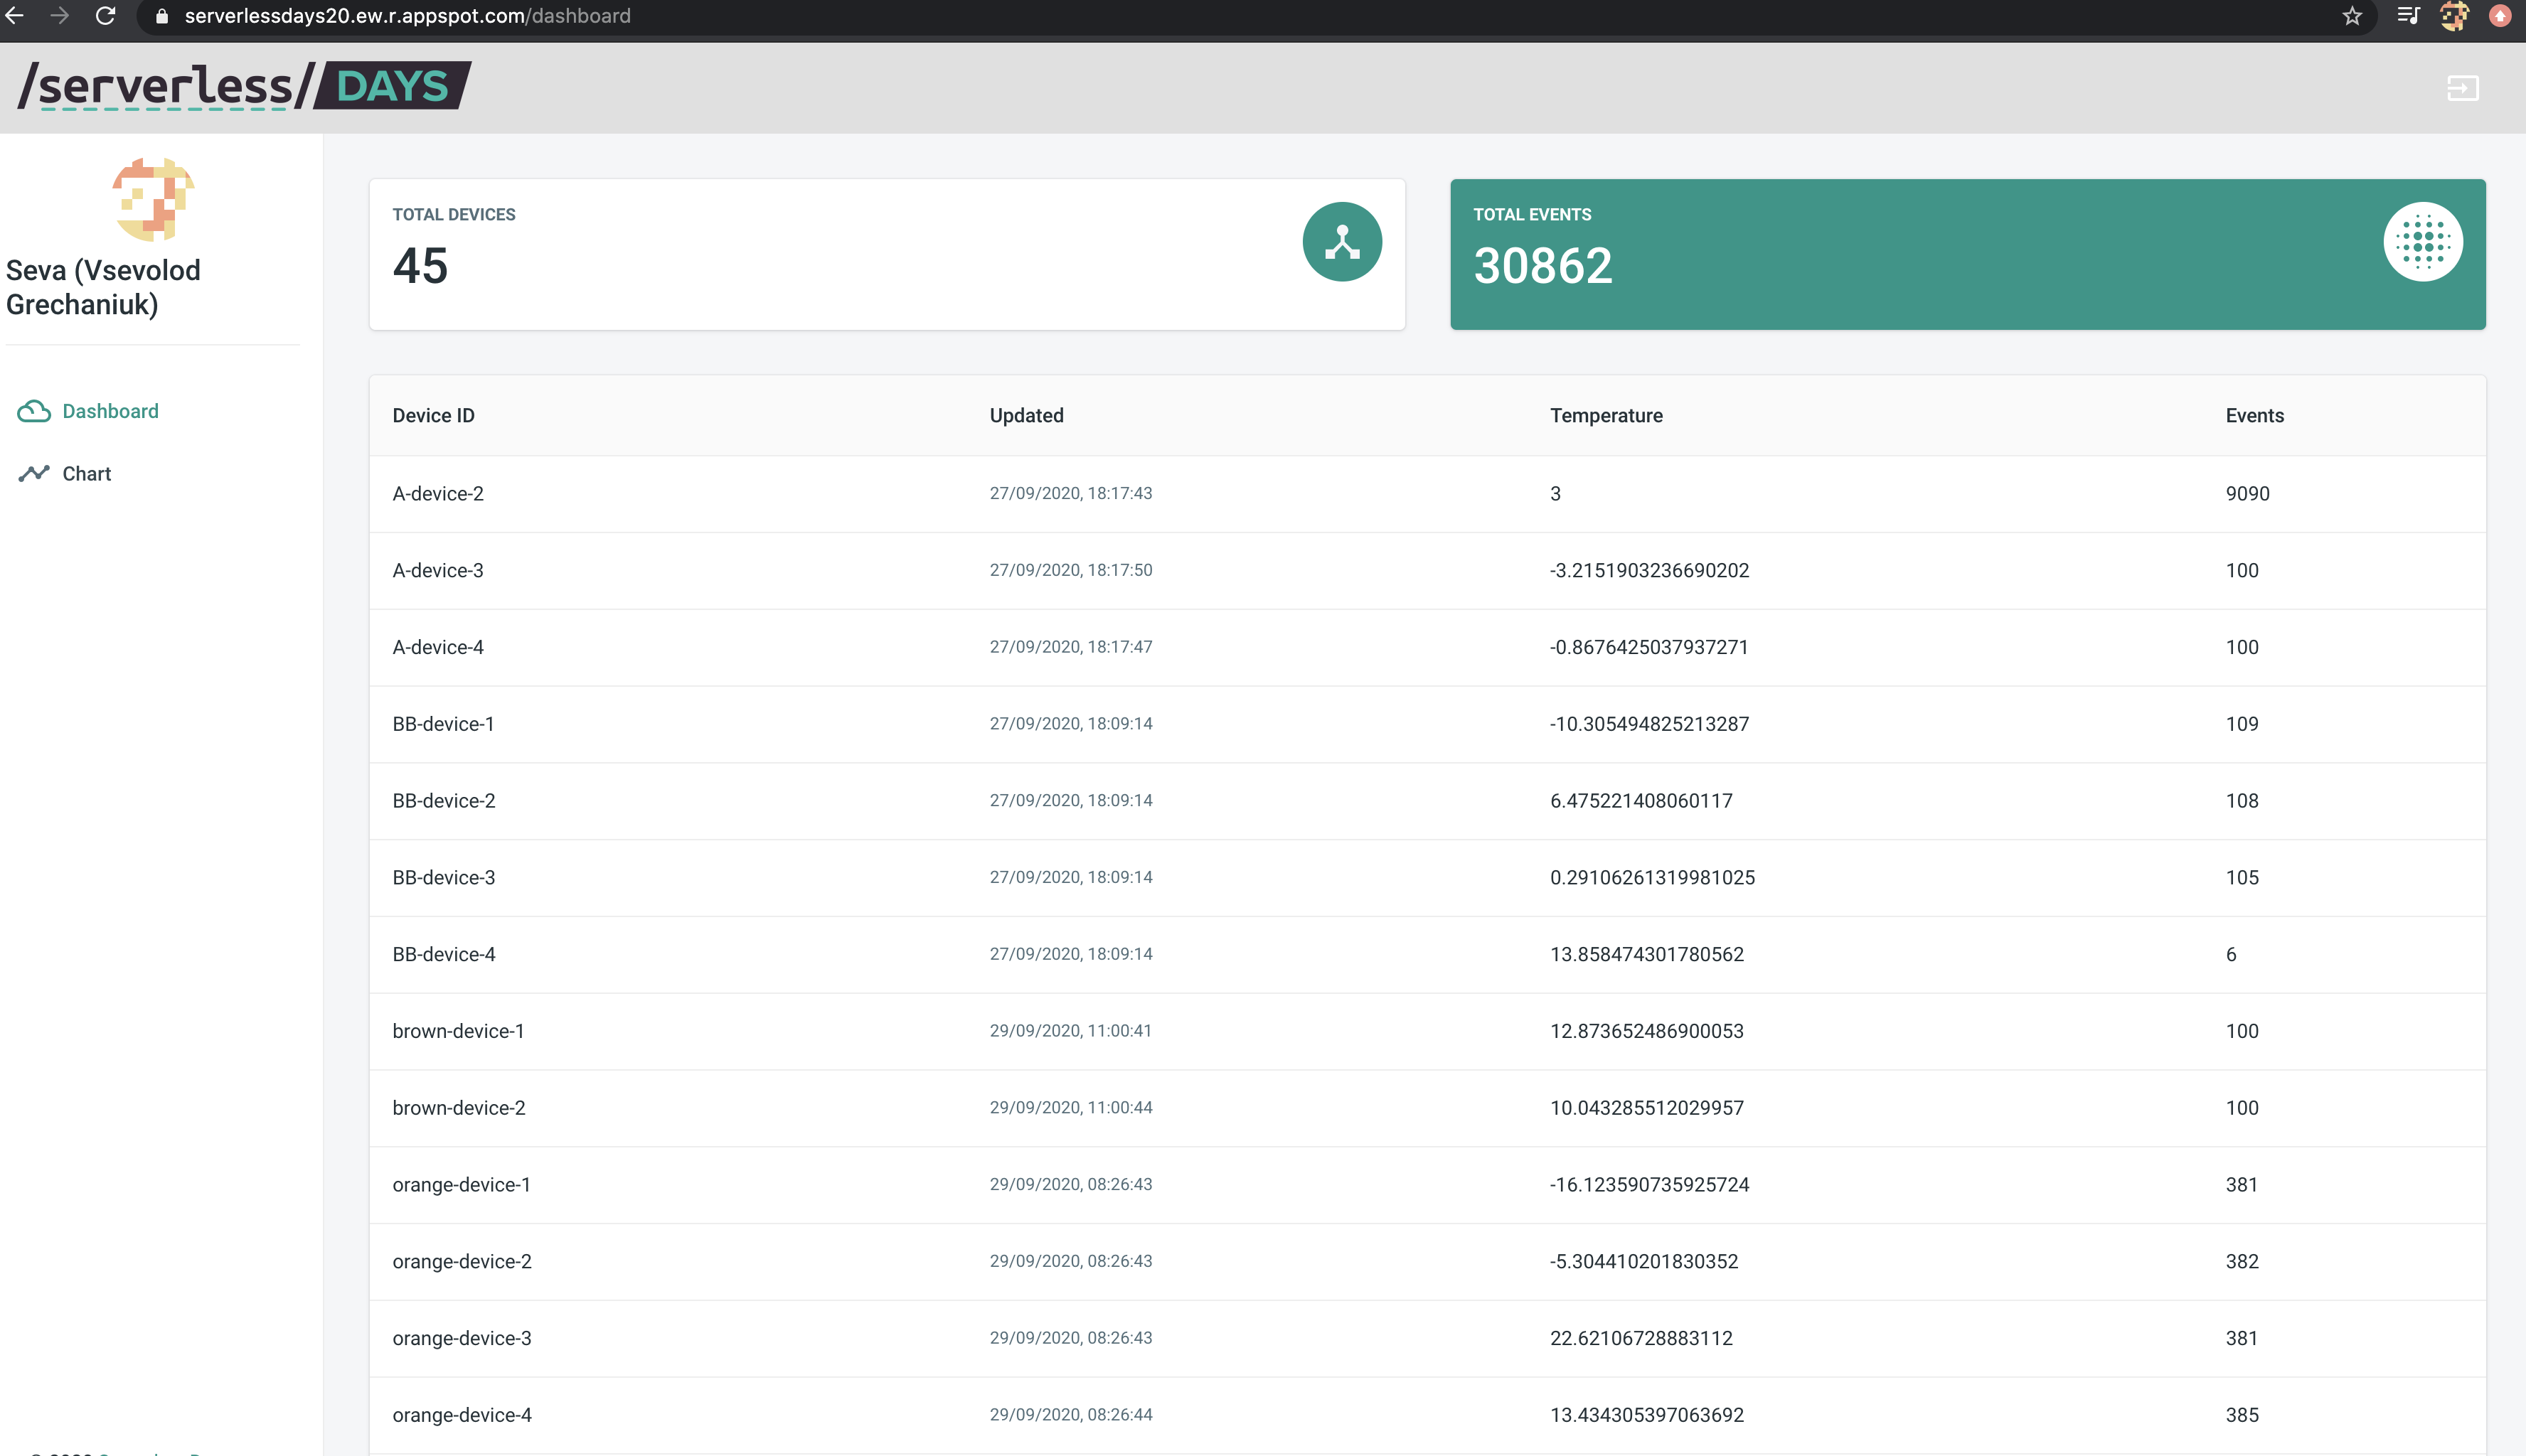 serverlessdays20.ew.r.appspot.com/dashboard
/serverless//DAYS
Seva (Vsevolod
Grechaniuk)
Dashboard
Chart
TOTAL DEVICES
45
TOTAL EVENTS
30862
Device ID Updated Temperature Events
A-device-2 27/09/2020, 18:17:43 3 9090
A-device-3 27/09/2020, 18:17:50 -3.2151903236690202 100
A-device-4 27/09/2020, 18:17:47 -0.8676425037937271 100
BB-device-1 27/09/2020, 18:09:14 -10.305494825213287 109
BB-device-2 27/09/2020, 18:09:14 6.475221408060117 108
BB-device-3 27/09/2020, 18:09:14 0.29106261319981025 105
BB-device-4 27/09/2020, 18:09:14 13.858474301780562 6
brown-device-1 29/09/2020, 11:00:41 12.873652486900053 100
brown-device-2 29/09/2020, 11:00:44 10.043285512029957 100
orange-device-1 29/09/2020, 08:26:43 -16.123590735925724 381
orange-device-2 29/09/2020, 08:26:43 -5.304410201830352 382
orange-device-3 29/09/2020, 08:26:43 22.62106728883112 381
orange-device-4 29/09/2020, 08:26:44 13.434305397063692 385